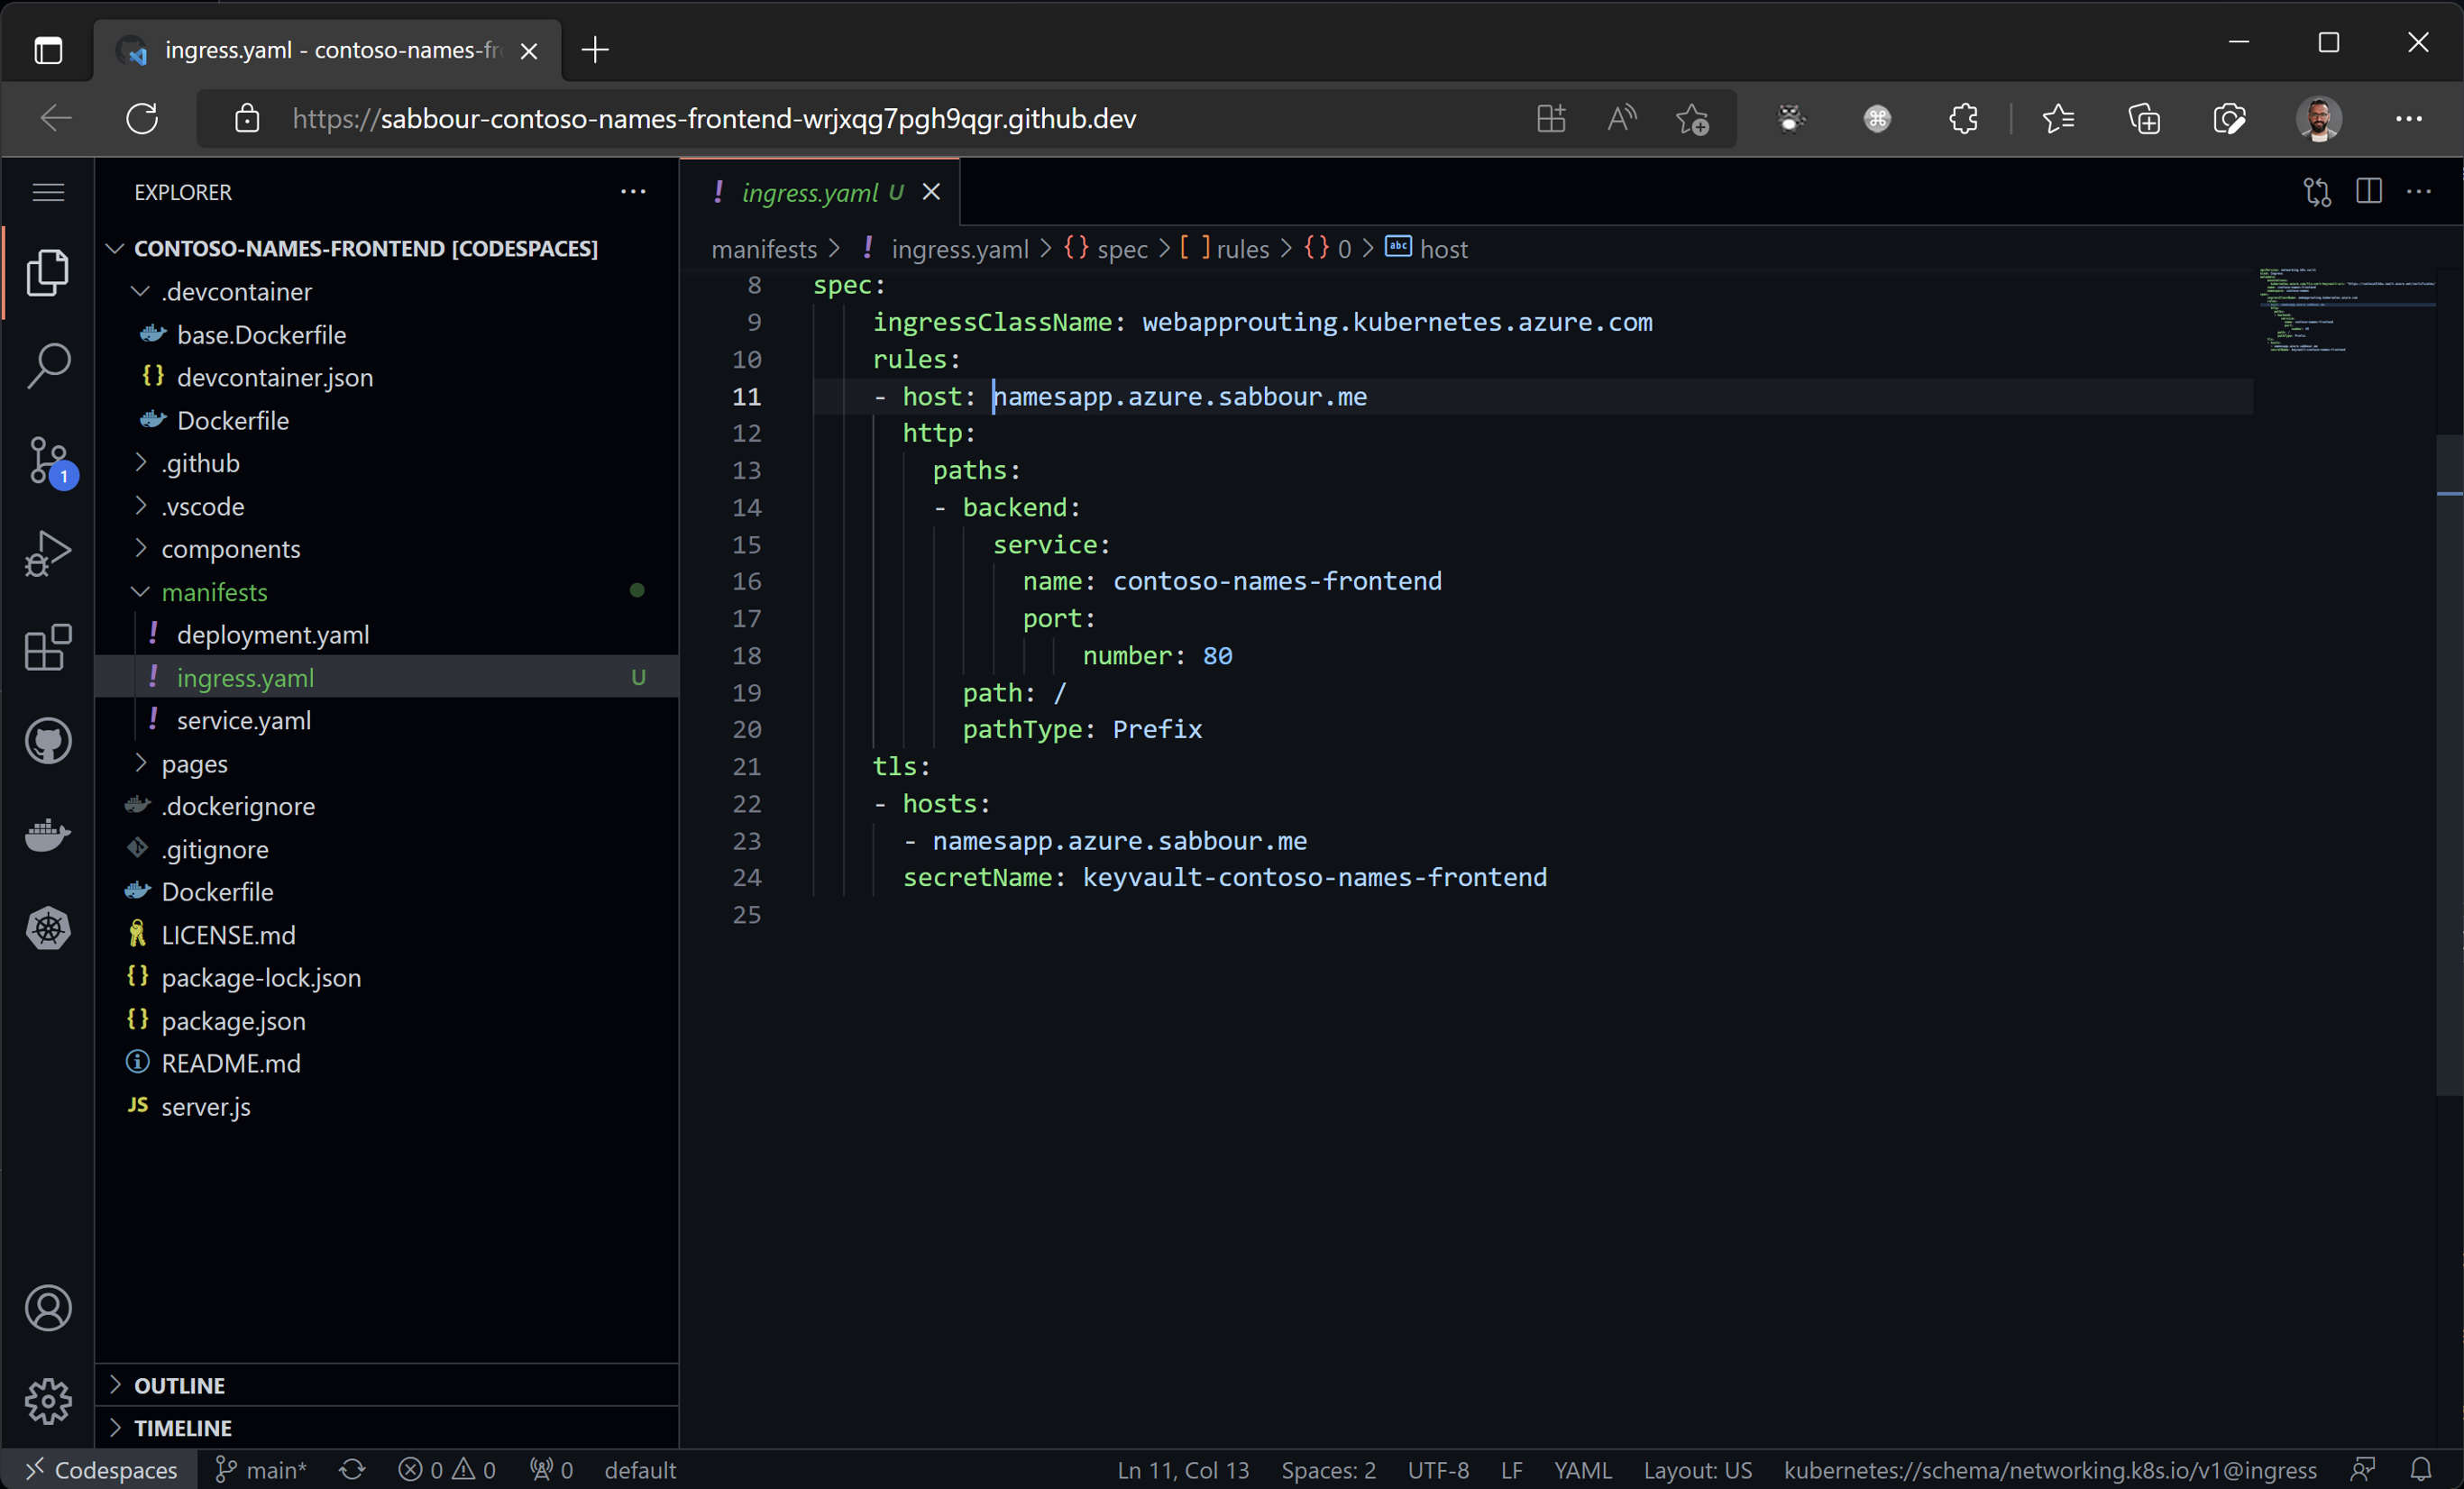 ingress.yaml - contoso-names-fr
https://sabbour-contoso-names-frontend-wrjxqg7pgh9qgr.github.dev
EXPLORER
CONTOSO-NAMES-FRONTEND [CODESPACES]
.devcontainer
base.Dockerfile
{} devcontainer.json
Dockerfile
.github
1
.vscode
components
manifests
! deployment.yaml
! ingress.yaml U
! service.yaml
pages
.dockerignore
.gitignore
Dockerfile
LICENSE.md
{} package-lock.json
{} package.json
README.md
JS server.js
OUTLINE
TIMELINE
! ingress.yaml U
manifests > ! ingress.yaml > {} spec > [ ] rules > {} 0 > abc host
8 spec:
9 ingressClassName: webapprouting.kubernetes.azure.com
10 rules:
11 - host: namesapp.azure.sabbour.me
12 http:
13 paths:
14 - backend:
15 service:
16 name: contoso-names-frontend
17 port:
18 number: 80
19 path: /
20 pathType: Prefix
21 tls:
22 - hosts:
23 - namesapp.azure.sabbour.me
24 secretName: keyvault-contoso-names-frontend
25
Codespaces main* 0 0 0 default Ln 11, Col 13 Spaces: 2 UTF-8 LF YAML Layout: US kubernetes://schema/networking.k8s.io/v1@ingress